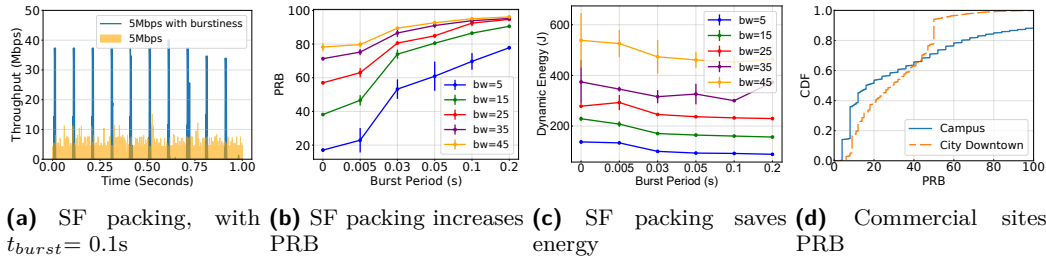 5Mbps with burstiness
5Mbps
Throughput (Mbps)
50
40
30
20
10
0
0.00 0.25 0.50 0.75 1.00
Time (Seconds)
PRB
100
80
60
40
20
0 0.005 0.03 0.05 0.1 0.2
Burst Period (s)
bw=5
bw=15
bw=25
bw=35
bw=45
Dynamic Energy (J)
600
400
200
0 0.005 0.03 0.05 0.1 0.2
Burst Period (s)
bw=5
bw=15
bw=25
bw=35
bw=45
CDF
1.0
0.8
0.6
0.4
0.2
0.0
0 20 40 60 80 100
PRB
Campus
City Downtown
(a) SF packing, with
t_burst= 0.1s
(b) SF packing increases
PRB
(c) SF packing saves
energy
(d) Commercial sites
PRB